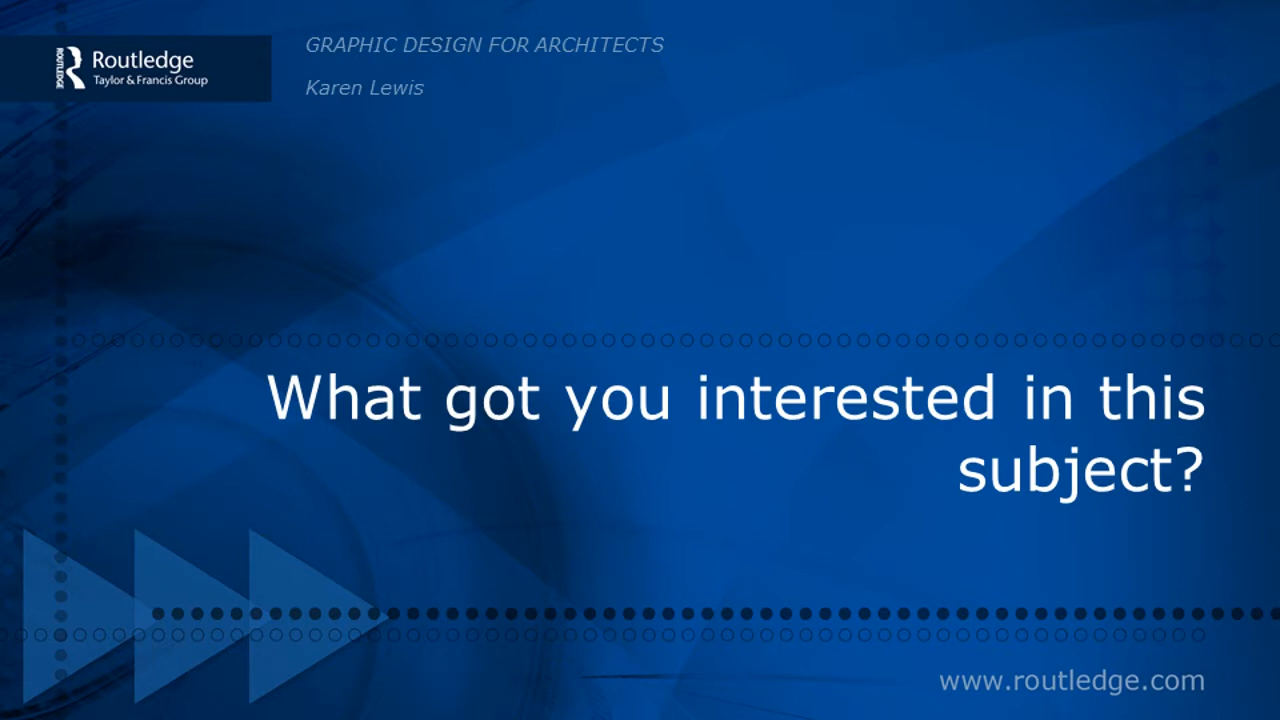 ROUTLEDGE
Routledge
Taylor & Francis Group
GRAPHIC DESIGN FOR ARCHITECTS
Karen Lewis
What got you interested in this
subject?
www.routledge.com